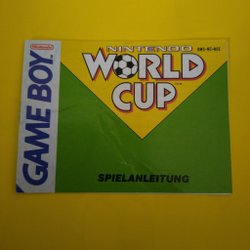 Nintendo
GAME BOY
NINTENDO
WORLD
CUP
SPIELANLEITUNG